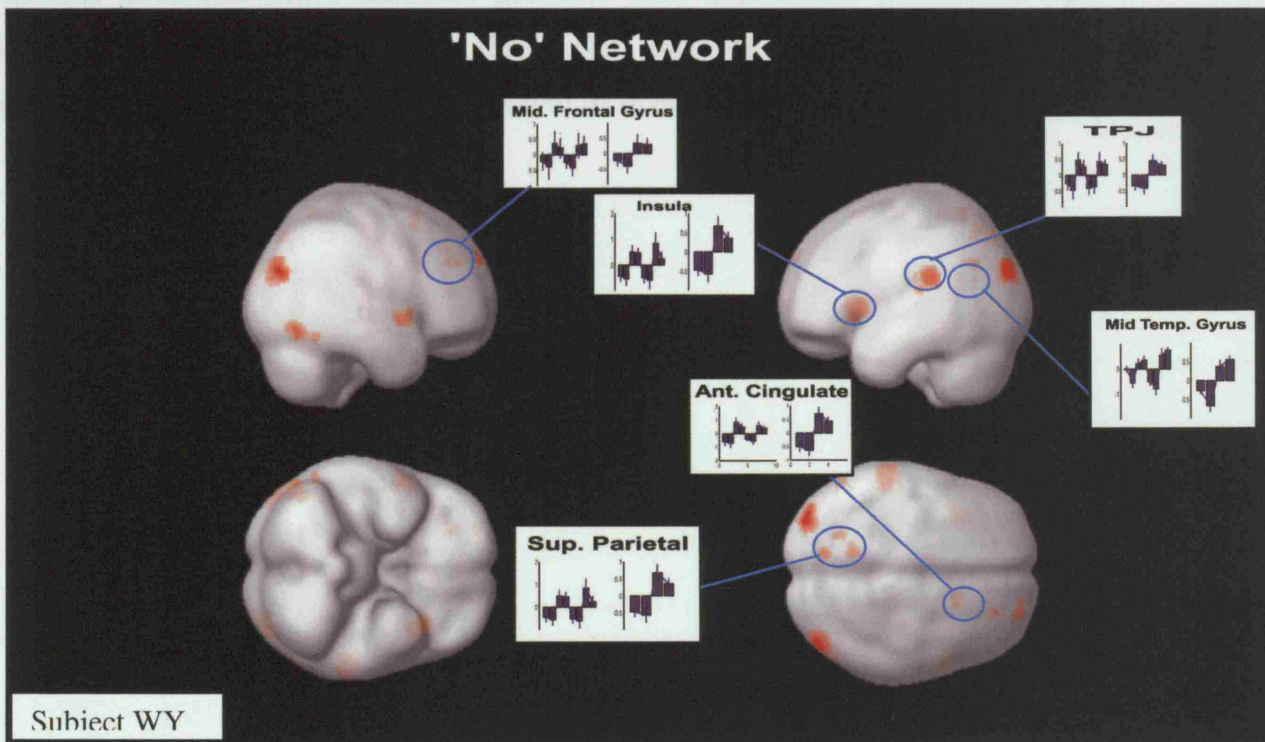 'No' Network
Mid. Frontal Gyrus
TPJ
Insula
Mid Temp. Gyrus
Ant. Cingulate
Sup. Parietal
Subject WY